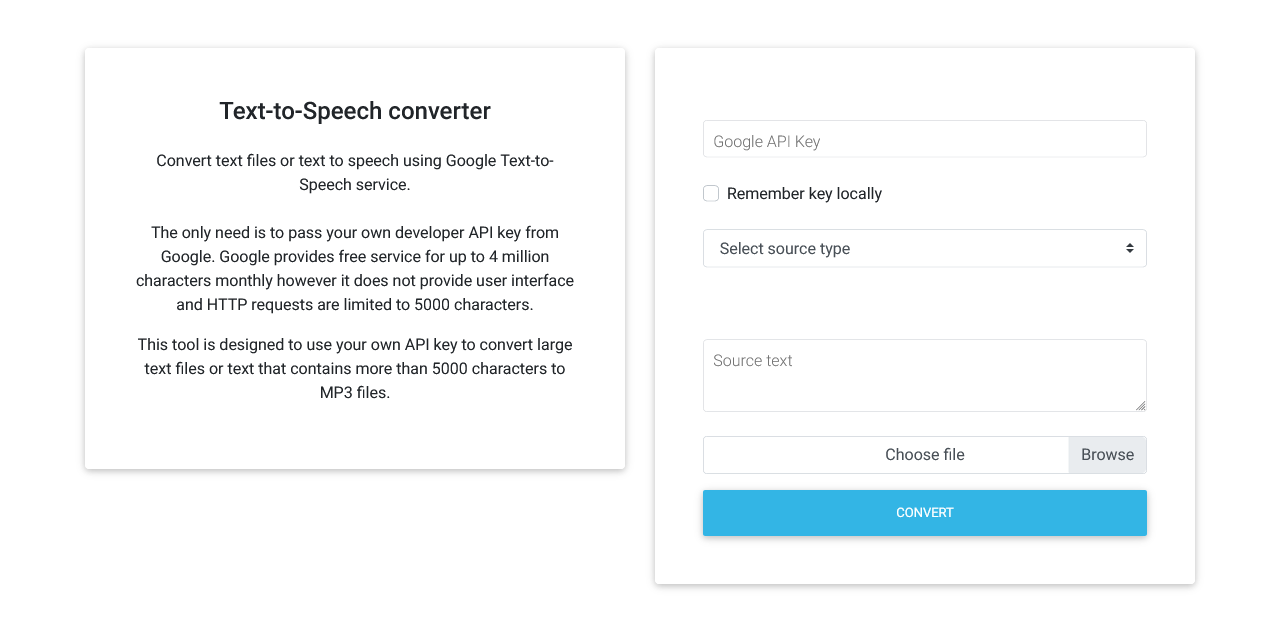 Text-to-Speech converter
Convert text files or text to speech using Google Text-to-
Speech service.
The only need is to pass your own developer API key from
Google. Google provides free service for up to 4 million
characters monthly however it does not provide user interface
and HTTP requests are limited to 5000 characters.
This tool is designed to use your own API key to convert large
text files or text that contains more than 5000 characters to
MP3 files.
Google API Key
Remember key locally
Select source type
Source text
Choose file
Browse
CONVERT